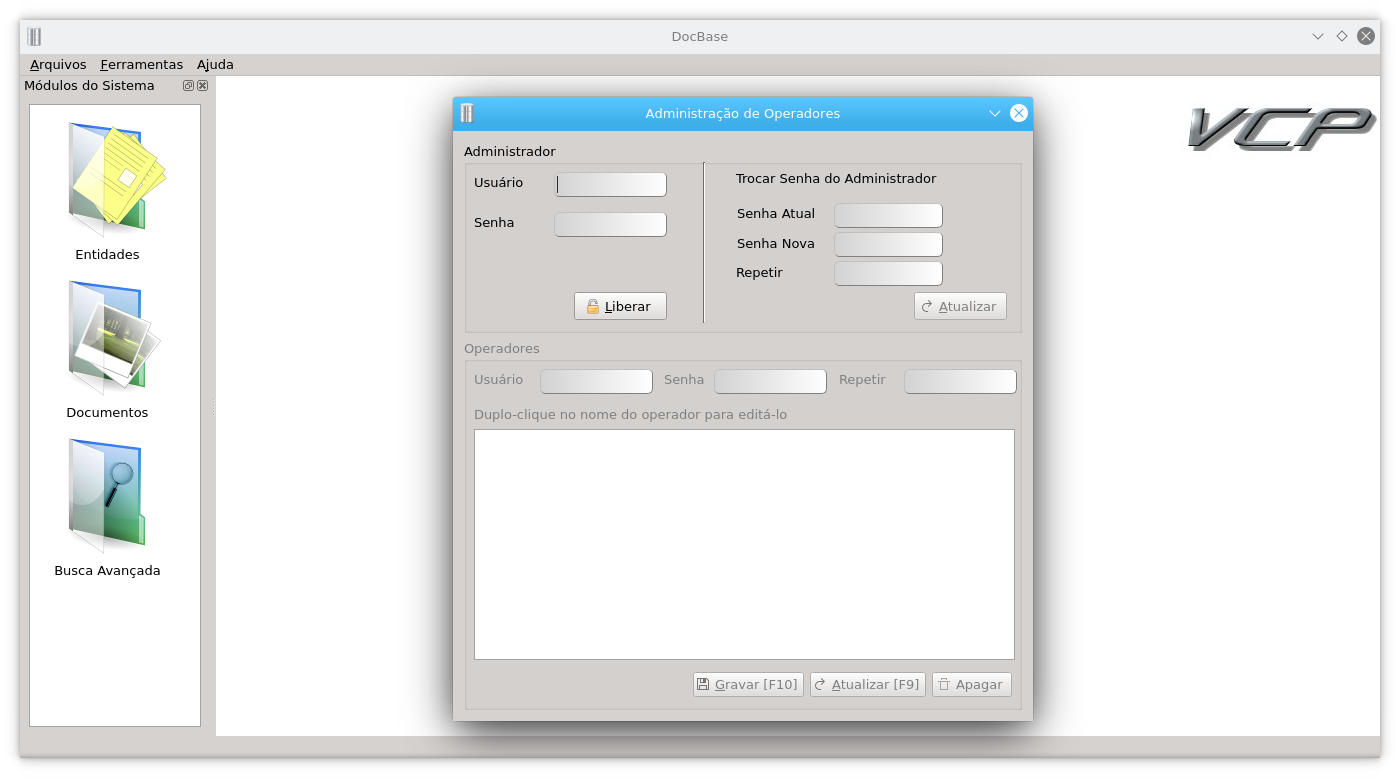 DocBase
Arquivos Ferramentas Ajuda
Módulos do Sistema
Entidades
Documentos
Busca Avançada
VCP
Administração de Operadores
Administrador
Usuário
Senha
Liberar
Trocar Senha do Administrador
Senha Atual
Senha Nova
Repetir
Atualizar
Operadores
Usuário Senha Repetir
Duplo-clique no nome do operador para editá-lo
Gravar [F10] Atualizar [F9] Apagar